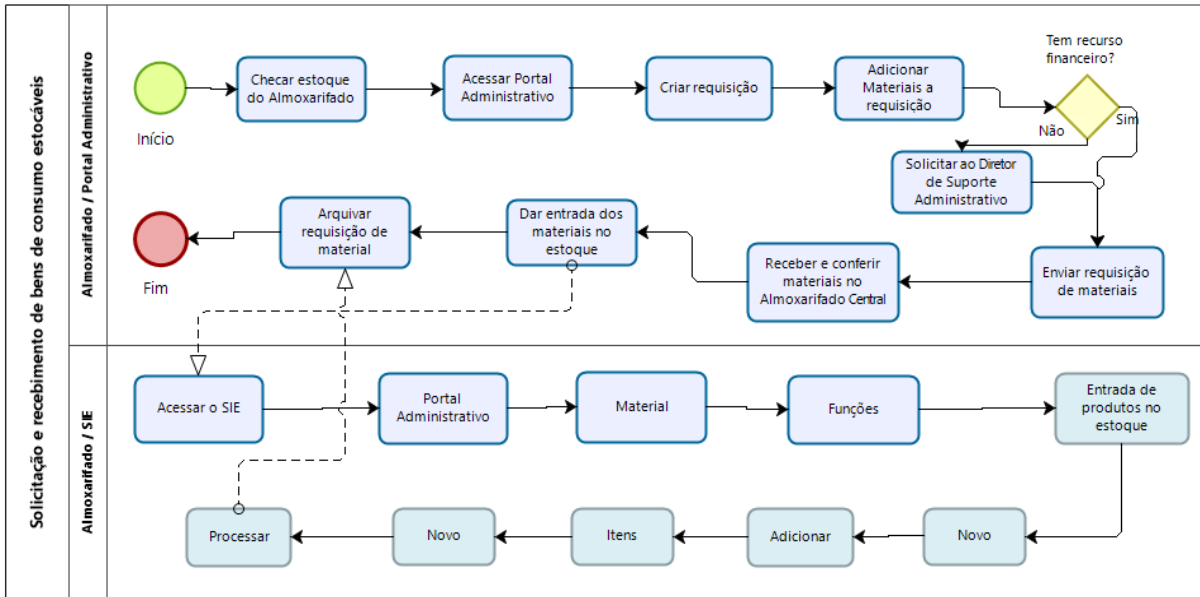 Solicitação e recebimento de bens de consumo estocáveis
Almoxarifado / Portal Administrativo
Tem recurso
financeiro?
Checar estoque
do Almoxarifado
Acessar Portal
Administrativo
Criar requisição
Adicionar
Materiais a
requisição
Início
Não
Sim
Solicitar ao Diretor
de Suporte
Administrativo
Arquivar
requisição de
material
Dar entrada dos
materiais no
estoque
Receber e conferir
materiais no
Almoxarifado Central
Enviar requisição
de materiais
Fim
Almoxarifado / SIE
Acessar o SIE
Portal
Administrativo
Material
Funções
Entrada de
produtos no
estoque
Processar
Novo
Itens
Adicionar
Novo